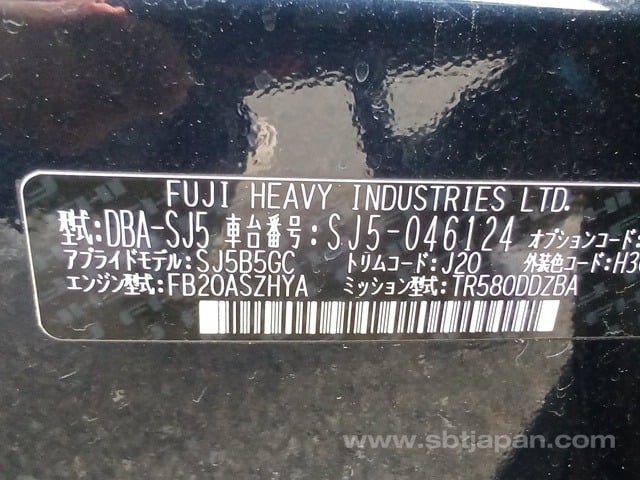 FUJI HEAVY INDUSTRIES LTD.
型式:DBA-SJ5 車台番号:SJ5-046124 オプションコード:
アプライドモデル:SJ5B5GC トリムコード:J20 外装色コード:H3
エンジン型式:FB20ASZHYA ミッション型式:TR580DDZBA
www.sbtjapan.com